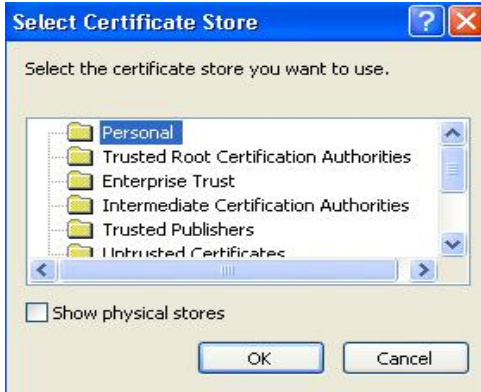 Select Certificate Store
Select the certificate store you want to use.
Personal
Trusted Root Certification Authorities
Enterprise Trust
Intermediate Certification Authorities
Trusted Publishers
Untrusted Certificates
Show physical stores
OK
Cancel